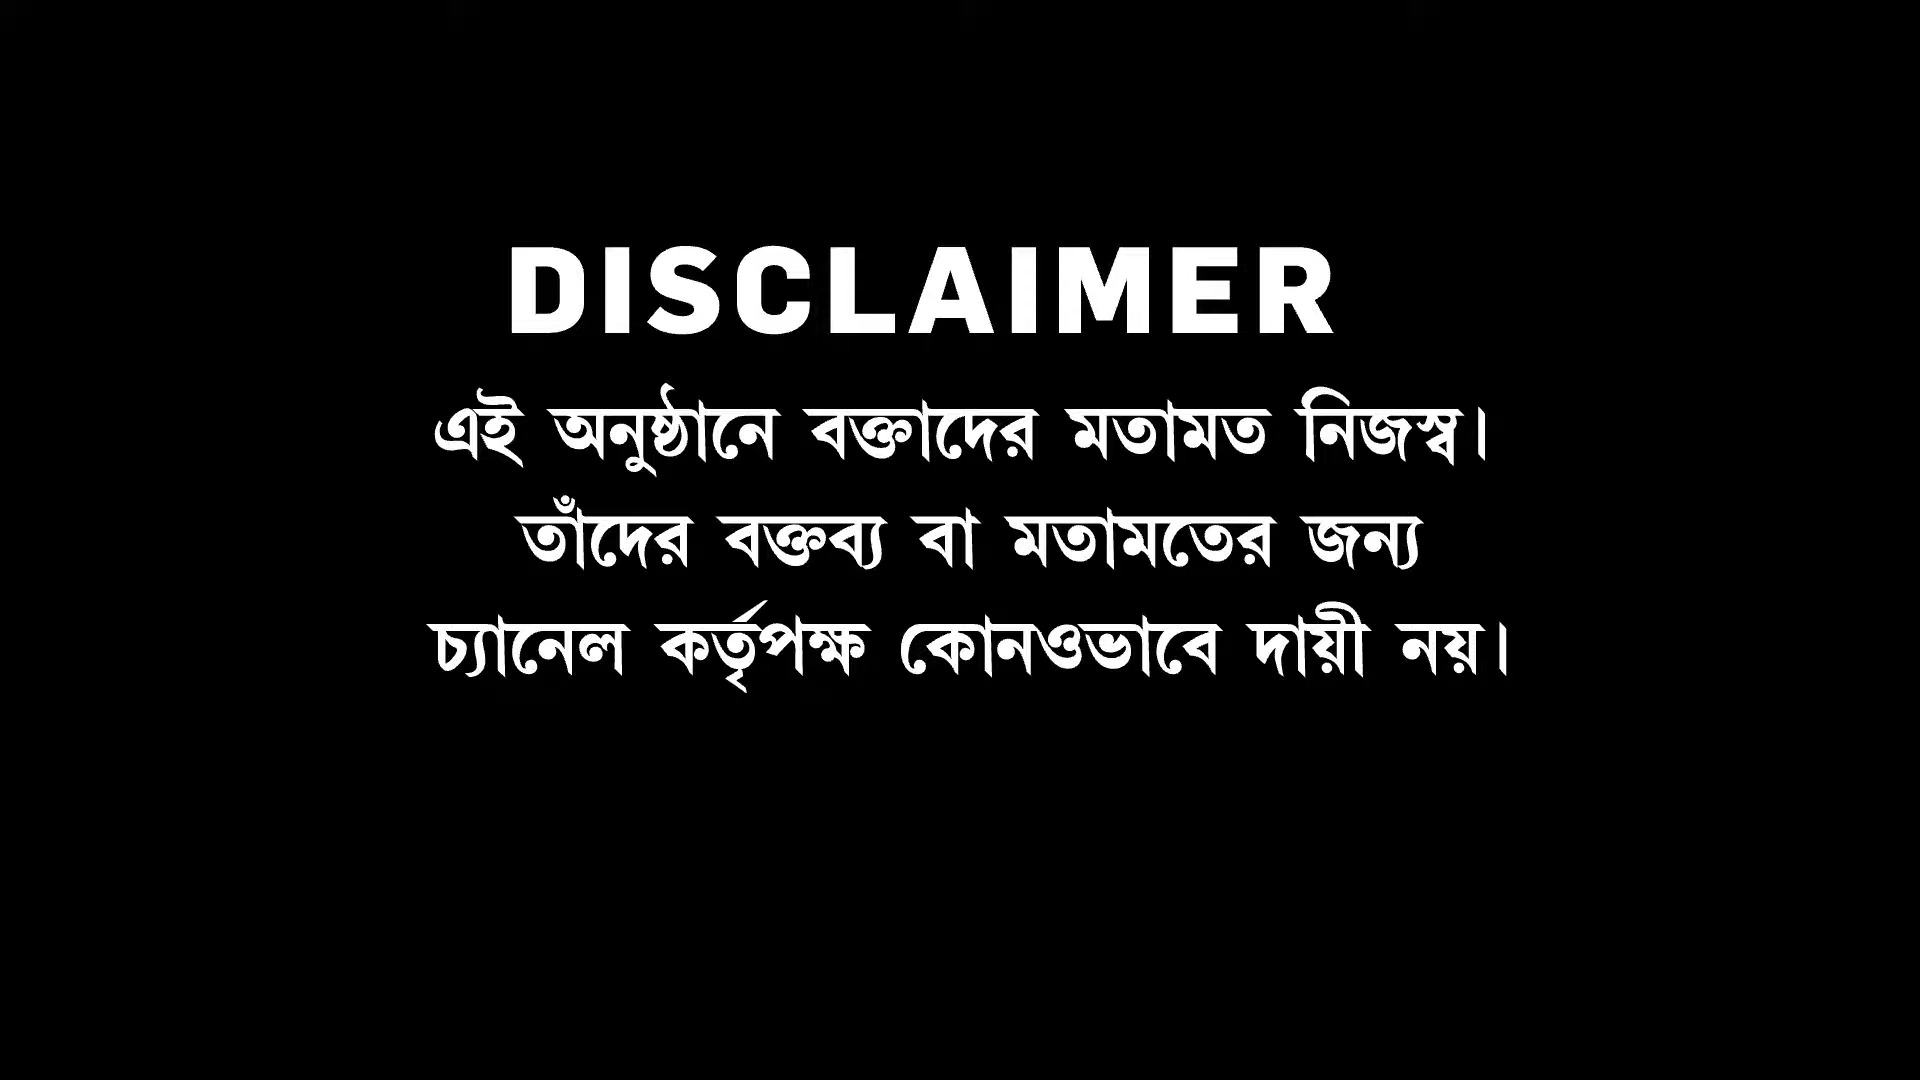 DISCLAIMER
এই অনুষ্ঠানে বক্তাদের মতামত নিজস্ব।
তাঁদের বক্তব্য বা মতামতের জন্য
চ্যানেল কর্তৃপক্ষ কোনওভাবে দায়ী নয়।